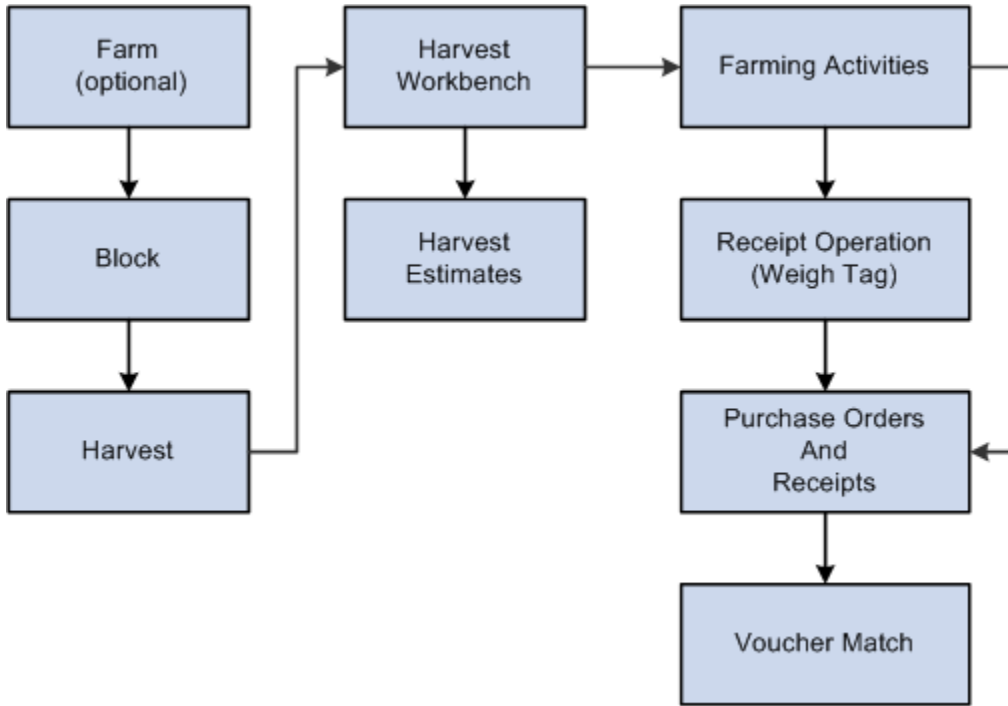 Farm
(optional)
Block
Harvest
Harvest
Workbench
Harvest
Estimates
Farming Activities
Receipt Operation
(Weigh Tag)
Purchase Orders
And
Receipts
Voucher Match